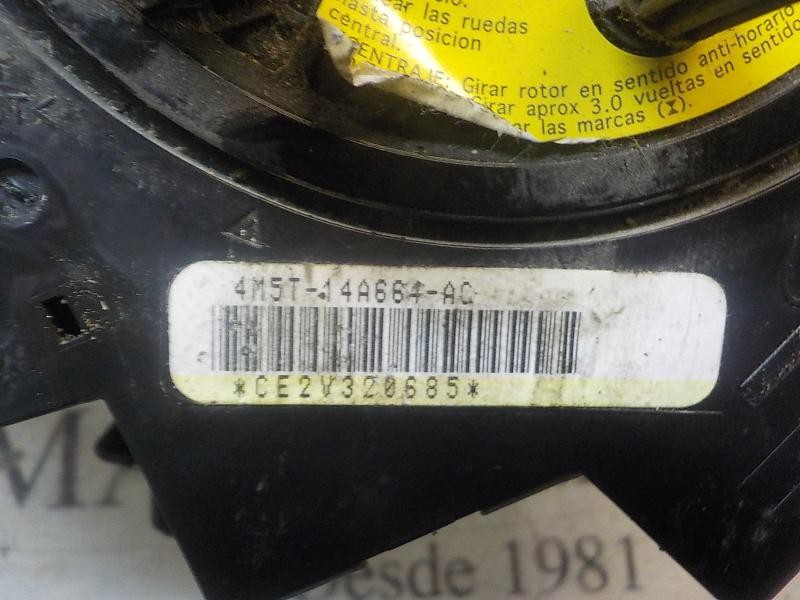 car las ruedas
hasta posicion
central.
CENTRAJE: Girar rotor en sentido anti-horario
Girar aprox 3.0 vueltas en sentido
las marcas (X).
4M5T-14A664-AC
*CE2V320685*
MA
Desde 1981